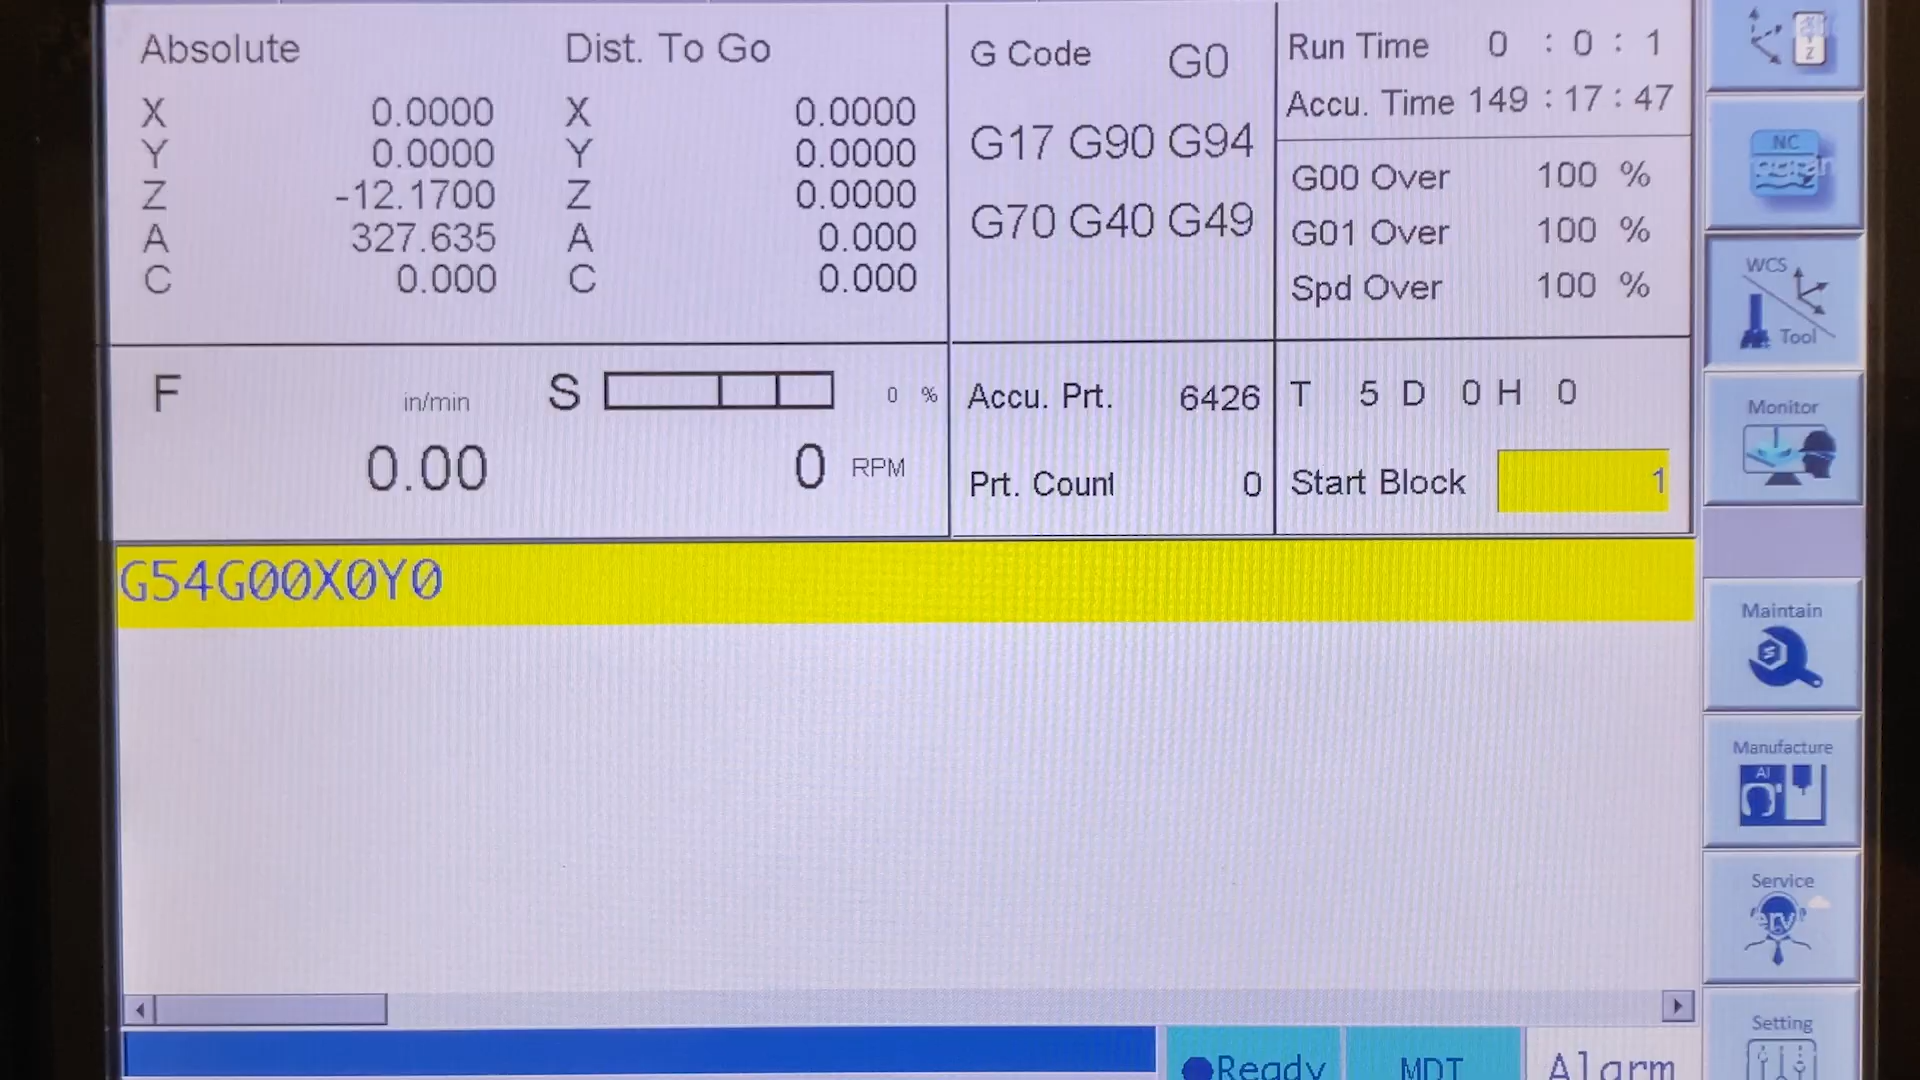 Absolute Dist. To Go
X 0.0000 X 0.0000
Y 0.0000 Y 0.0000
Z -12.1700 Z 0.0000
A 327.635 A 0.000
C 0.000 C 0.000
G Code G0
G17 G90 G94
G70 G40 G49
Run Time 0 : 0 : 1
Accu. Time 149 : 17 : 47
G00 Over 100 %
G01 Over 100 %
Spd Over 100 %
F in/min
0.00
S 0 %
0 RPM
Accu. Prt. 6426
Prt. Count 0
T 5 D 0 H 0
Start Block 1
G54G00X0Y0
Ready MDT Alarm
Z
NC
WCS
Tool
Monitor
Maintain
Manufacture
AI
Service
Setting